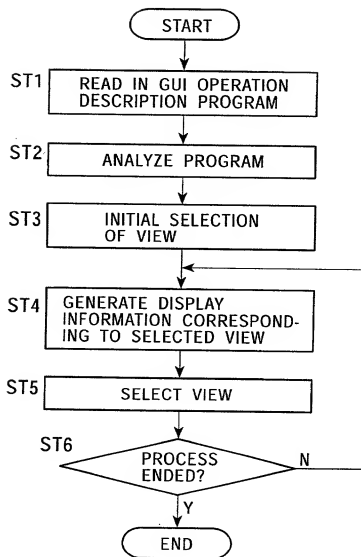 START
ST1
READ IN GUI OPERATION
DESCRIPTION PROGRAM
ST2
ANALYZE PROGRAM
ST3
INITIAL SELECTION
OF VIEW
ST4
GENERATE DISPLAY
INFORMATION CORRESPOND-
ING TO SELECTED VIEW
ST5
SELECT VIEW
ST6
PROCESS
ENDED?
N
Y
END